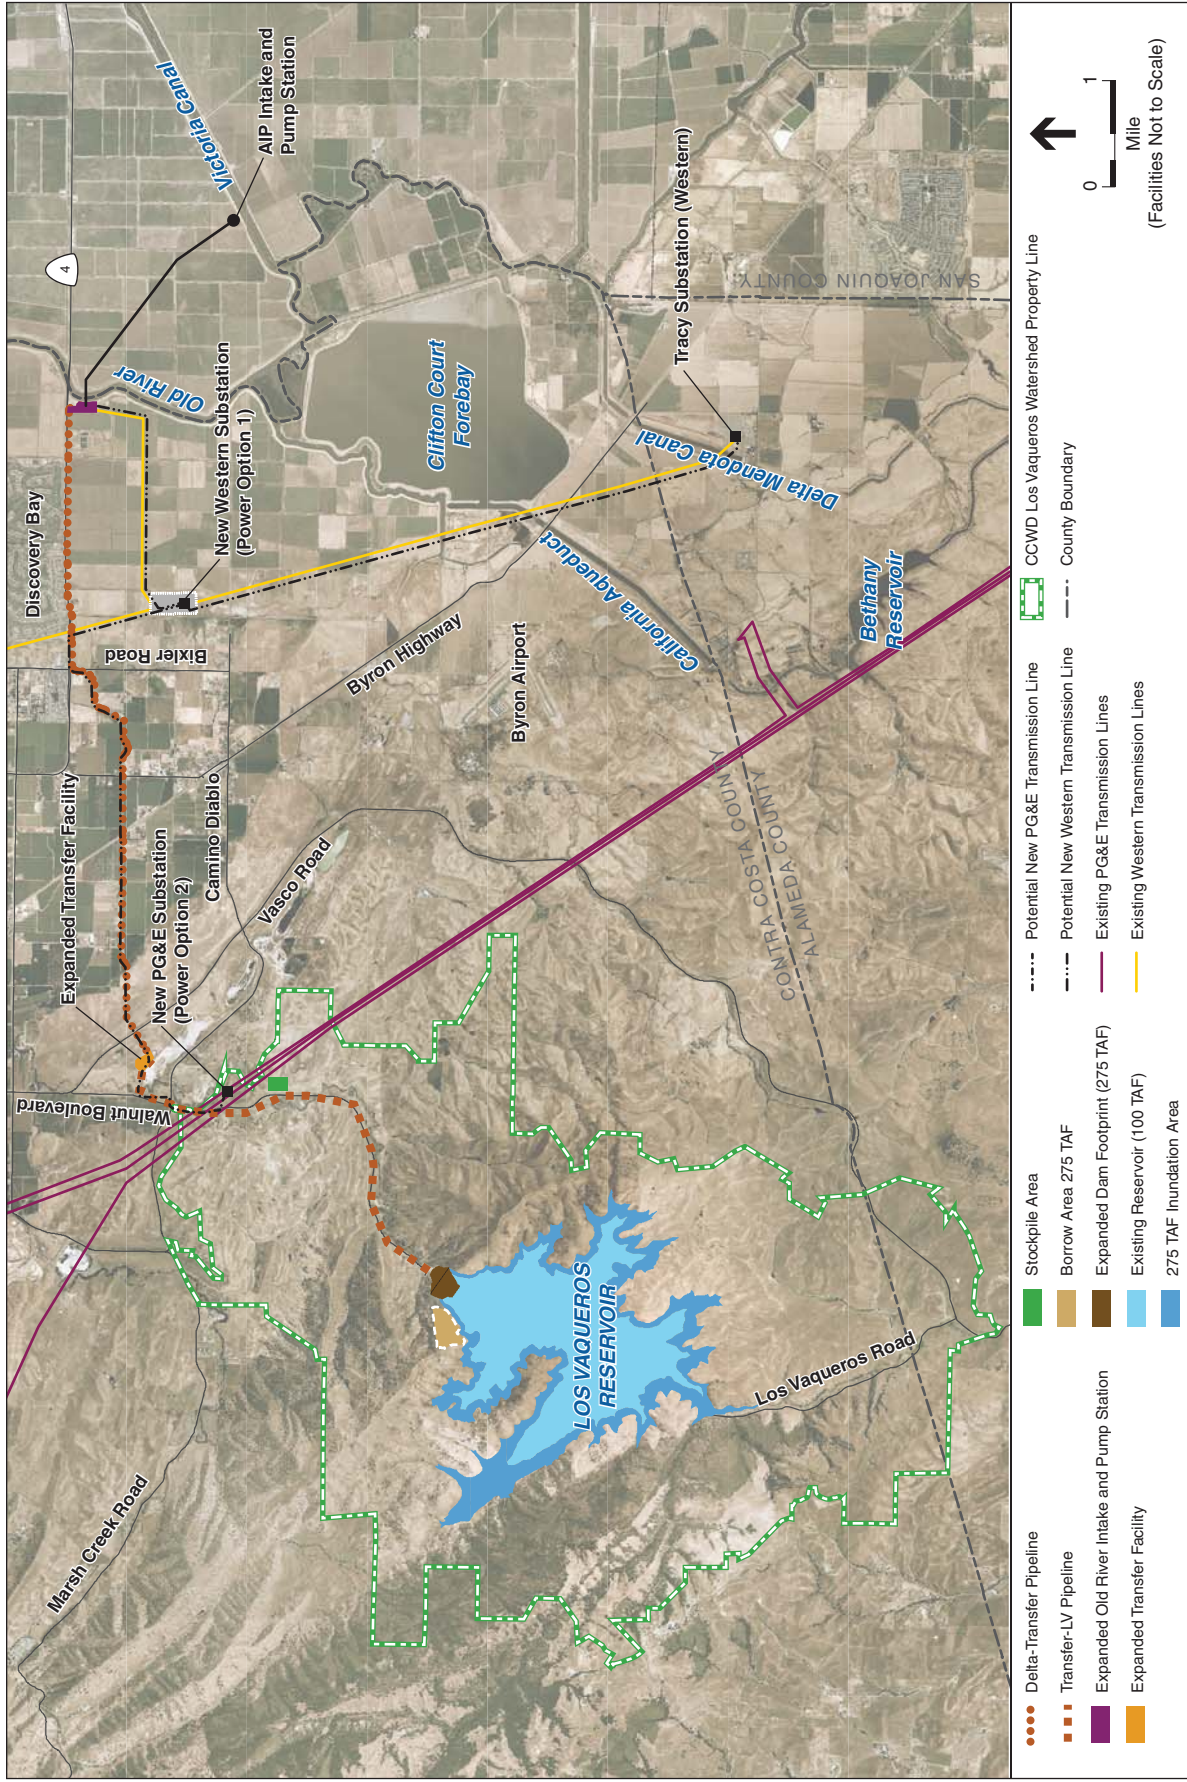 Marsh Creek Road
Walnut Boulevard
Expanded Transfer Facility
New PG&E Substation
(Power Option 2)
Camino Diablo
Vasco Road
Discovery Bay
Bixler Road
Byron Highway
Byron Airport
4
Old River
New Western Substation
(Power Option 1)
Victoria Canal
AIP Intake and
Pump Station
Clifton Court
Forebay
Tracy Substation (Western)
Delta Mendota Canal
California Aqueduct
Bethany
Reservoir
SAN JOAQUIN COUNTY
CONTRA COSTA COUNTY
ALAMEDA COUNTY
LOS VAQUEROS
RESERVOIR
Los Vaqueros Road
Delta-Transfer Pipeline
Transfer-LV Pipeline
Expanded Old River Intake and Pump Station
Expanded Transfer Facility
Stockpile Area
Borrow Area 275 TAF
Expanded Dam Footprint (275 TAF)
Existing Reservoir (100 TAF)
275 TAF Inundation Area
Potential New PG&E Transmission Line
Potential New Western Transmission Line
Existing PG&E Transmission Lines
Existing Western Transmission Lines
CCWD Los Vaqueros Watershed Property Line
County Boundary
0 1
Mile
(Facilities Not to Scale)